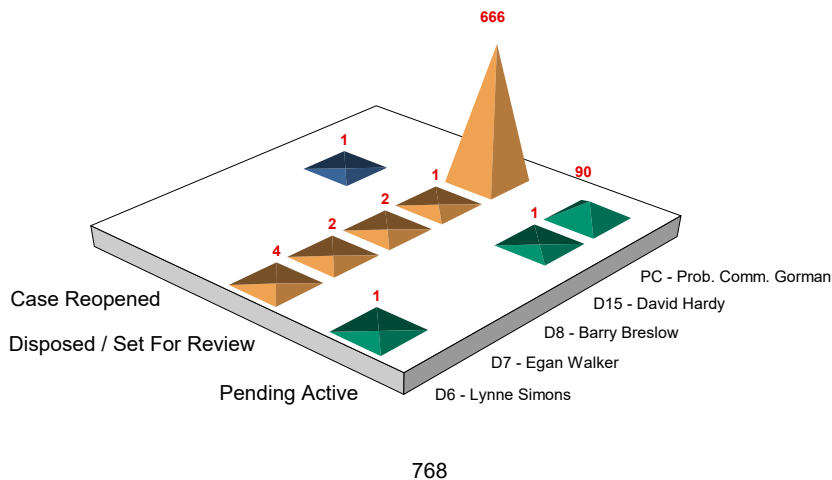 666
1
1
90
2
2
1
4
1
PC - Prob. Comm. Gorman
D15 - David Hardy
D8 - Barry Breslow
D7 - Egan Walker
D6 - Lynne Simons
Case Reopened
Disposed / Set For Review
Pending Active
768